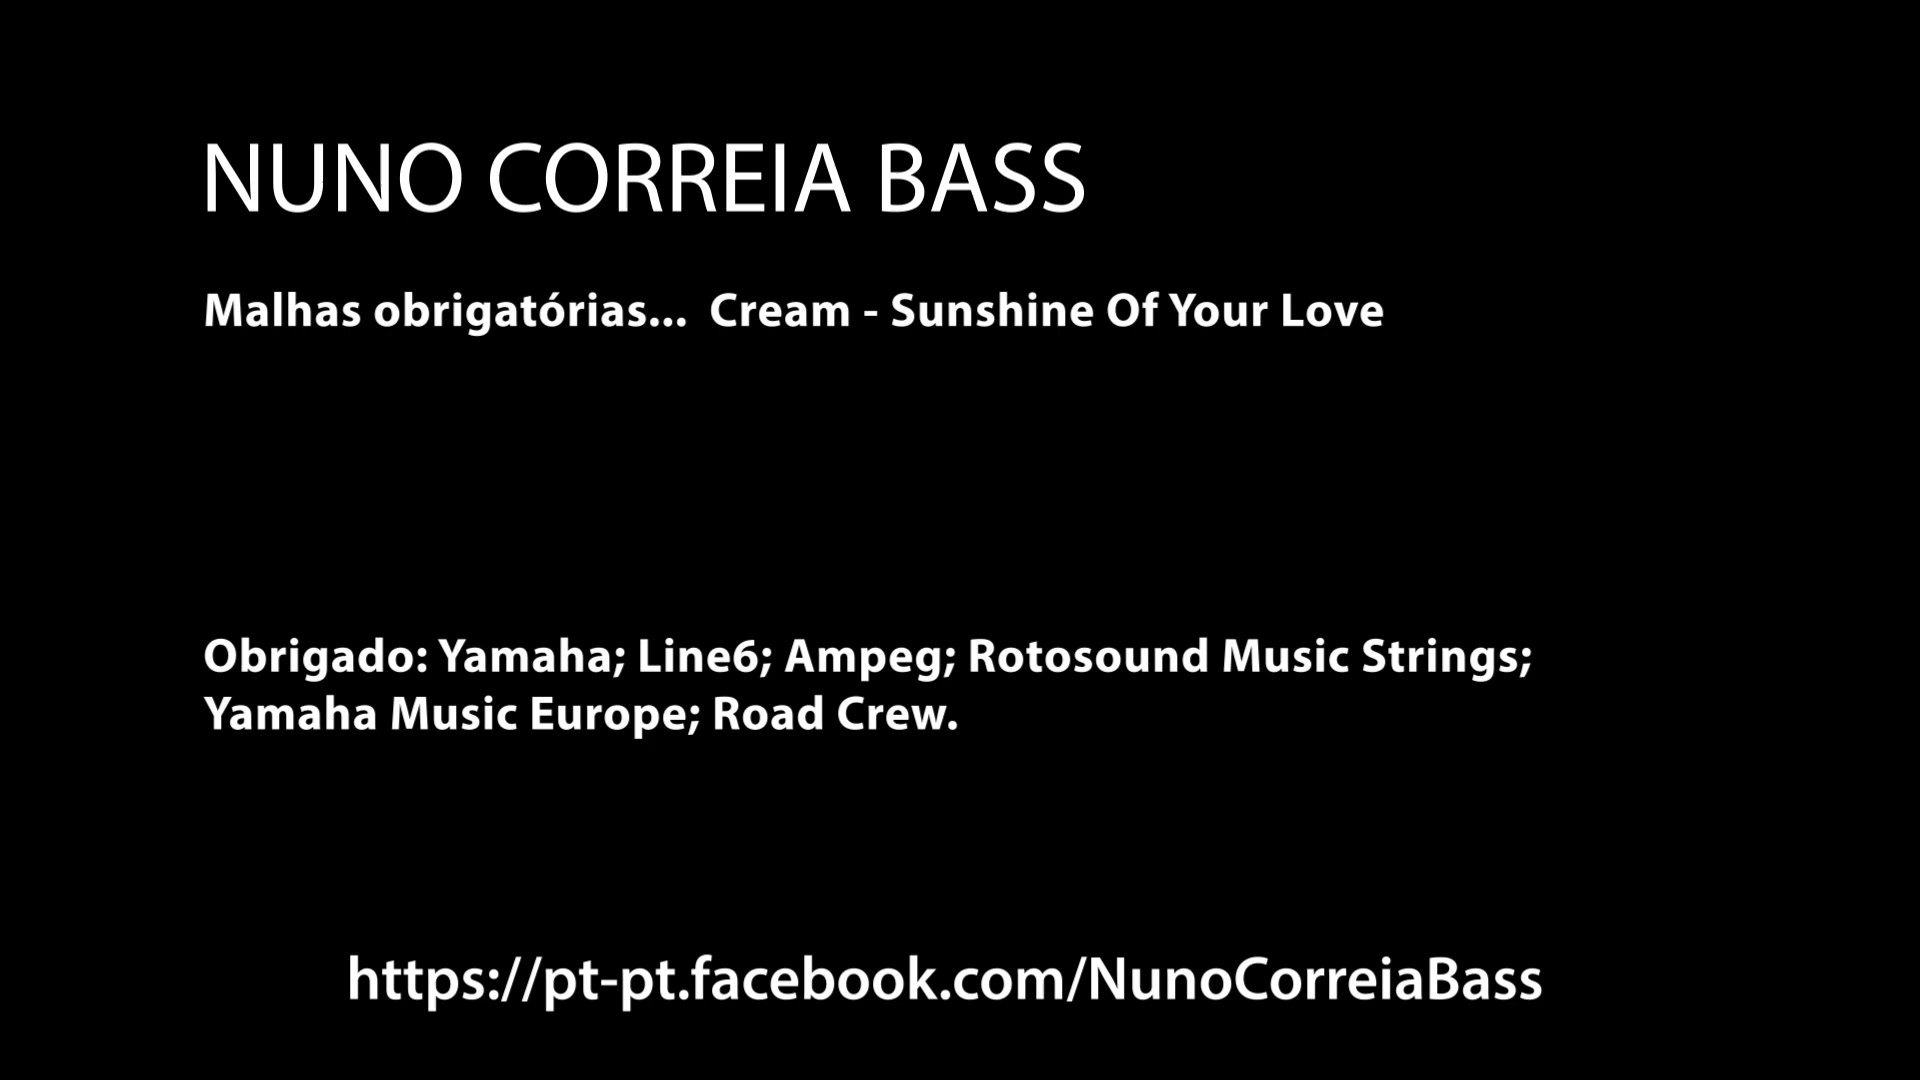 NUNO CORREIA BASS
Malhas obrigatórias...  Cream - Sunshine Of Your Love
Obrigado: Yamaha; Line6; Ampeg; Rotosound Music Strings;
Yamaha Music Europe; Road Crew.
https://pt-pt.facebook.com/NunoCorreiaBass